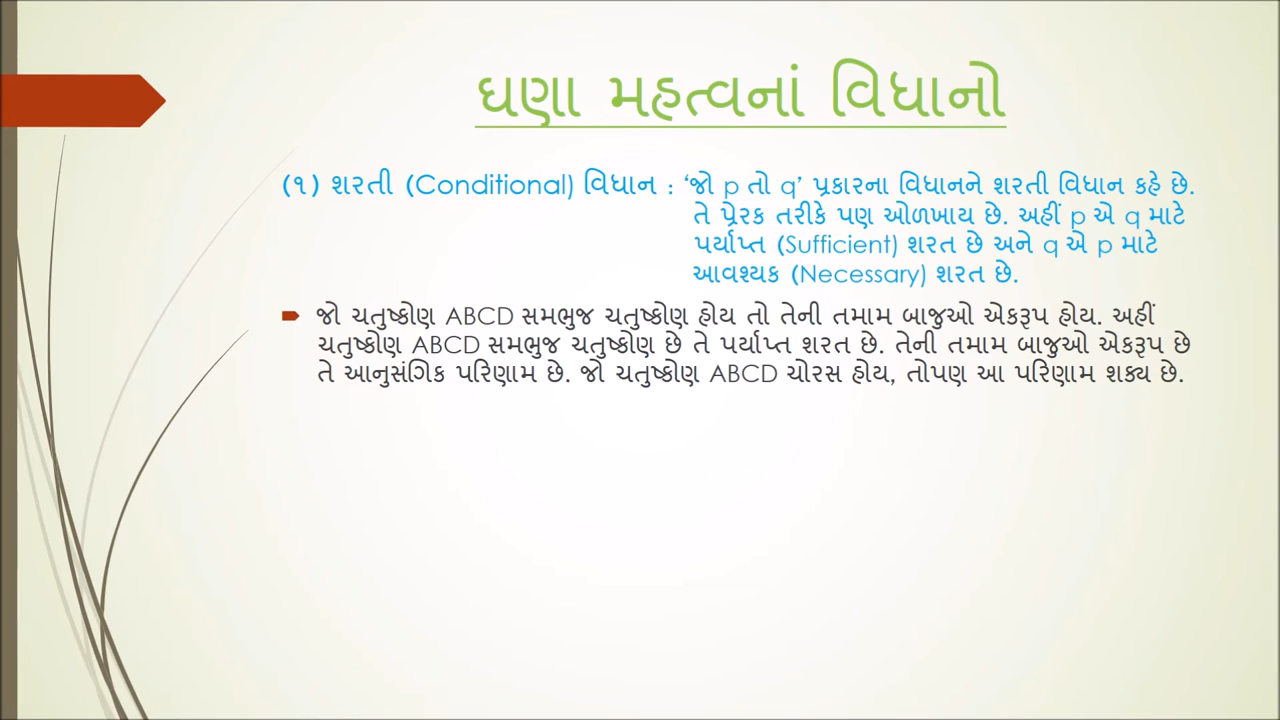 ઘણા મહત્વનાં વિધાનો
(૧) શરતી (Conditional) વિધાન : ‘જો p તો q’ પ્રકારના વિધાનને શરતી વિધાન કહે છે.
તે પ્રેરક તરીકે પણ ઓળખાય છે. અહીં p એ q માટે
પર્યાપ્ત (Sufficient) શરત છે અને q એ p માટે
આવશ્યક (Necessary) શરત છે.
જો ચતુષ્કોણ ABCD સમભુજ ચતુષ્કોણ હોય તો તેની તમામ બાજુઓ એકરૂપ હોય. અહીં
ચતુષ્કોણ ABCD સમભુજ ચતુષ્કોણ છે તે પર્યાપ્ત શરત છે. તેની તમામ બાજુઓ એકરૂપ છે
તે આનુસંગિક પરિણામ છે. જો ચતુષ્કોણ ABCD ચોરસ હોય, તોપણ આ પરિણામ શક્ય છે.